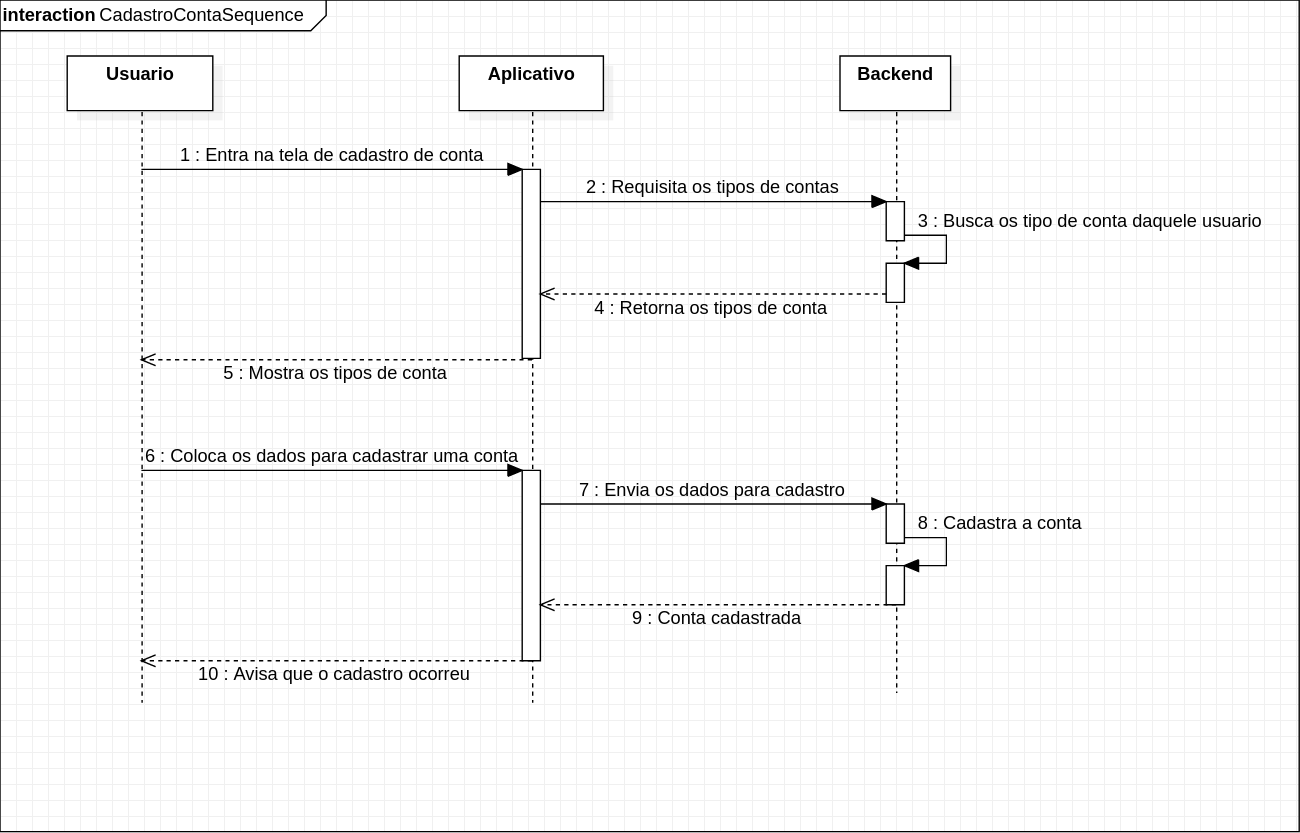 interaction CadastroContaSequence
Usuario
Aplicativo
Backend
1 : Entra na tela de cadastro de conta
2 : Requisita os tipos de contas
3 : Busca os tipo de conta daquele usuario
4 : Retorna os tipos de conta
5 : Mostra os tipos de conta
6 : Coloca os dados para cadastrar uma conta
7 : Envia os dados para cadastro
8 : Cadastra a conta
9 : Conta cadastrada
10 : Avisa que o cadastro ocorreu